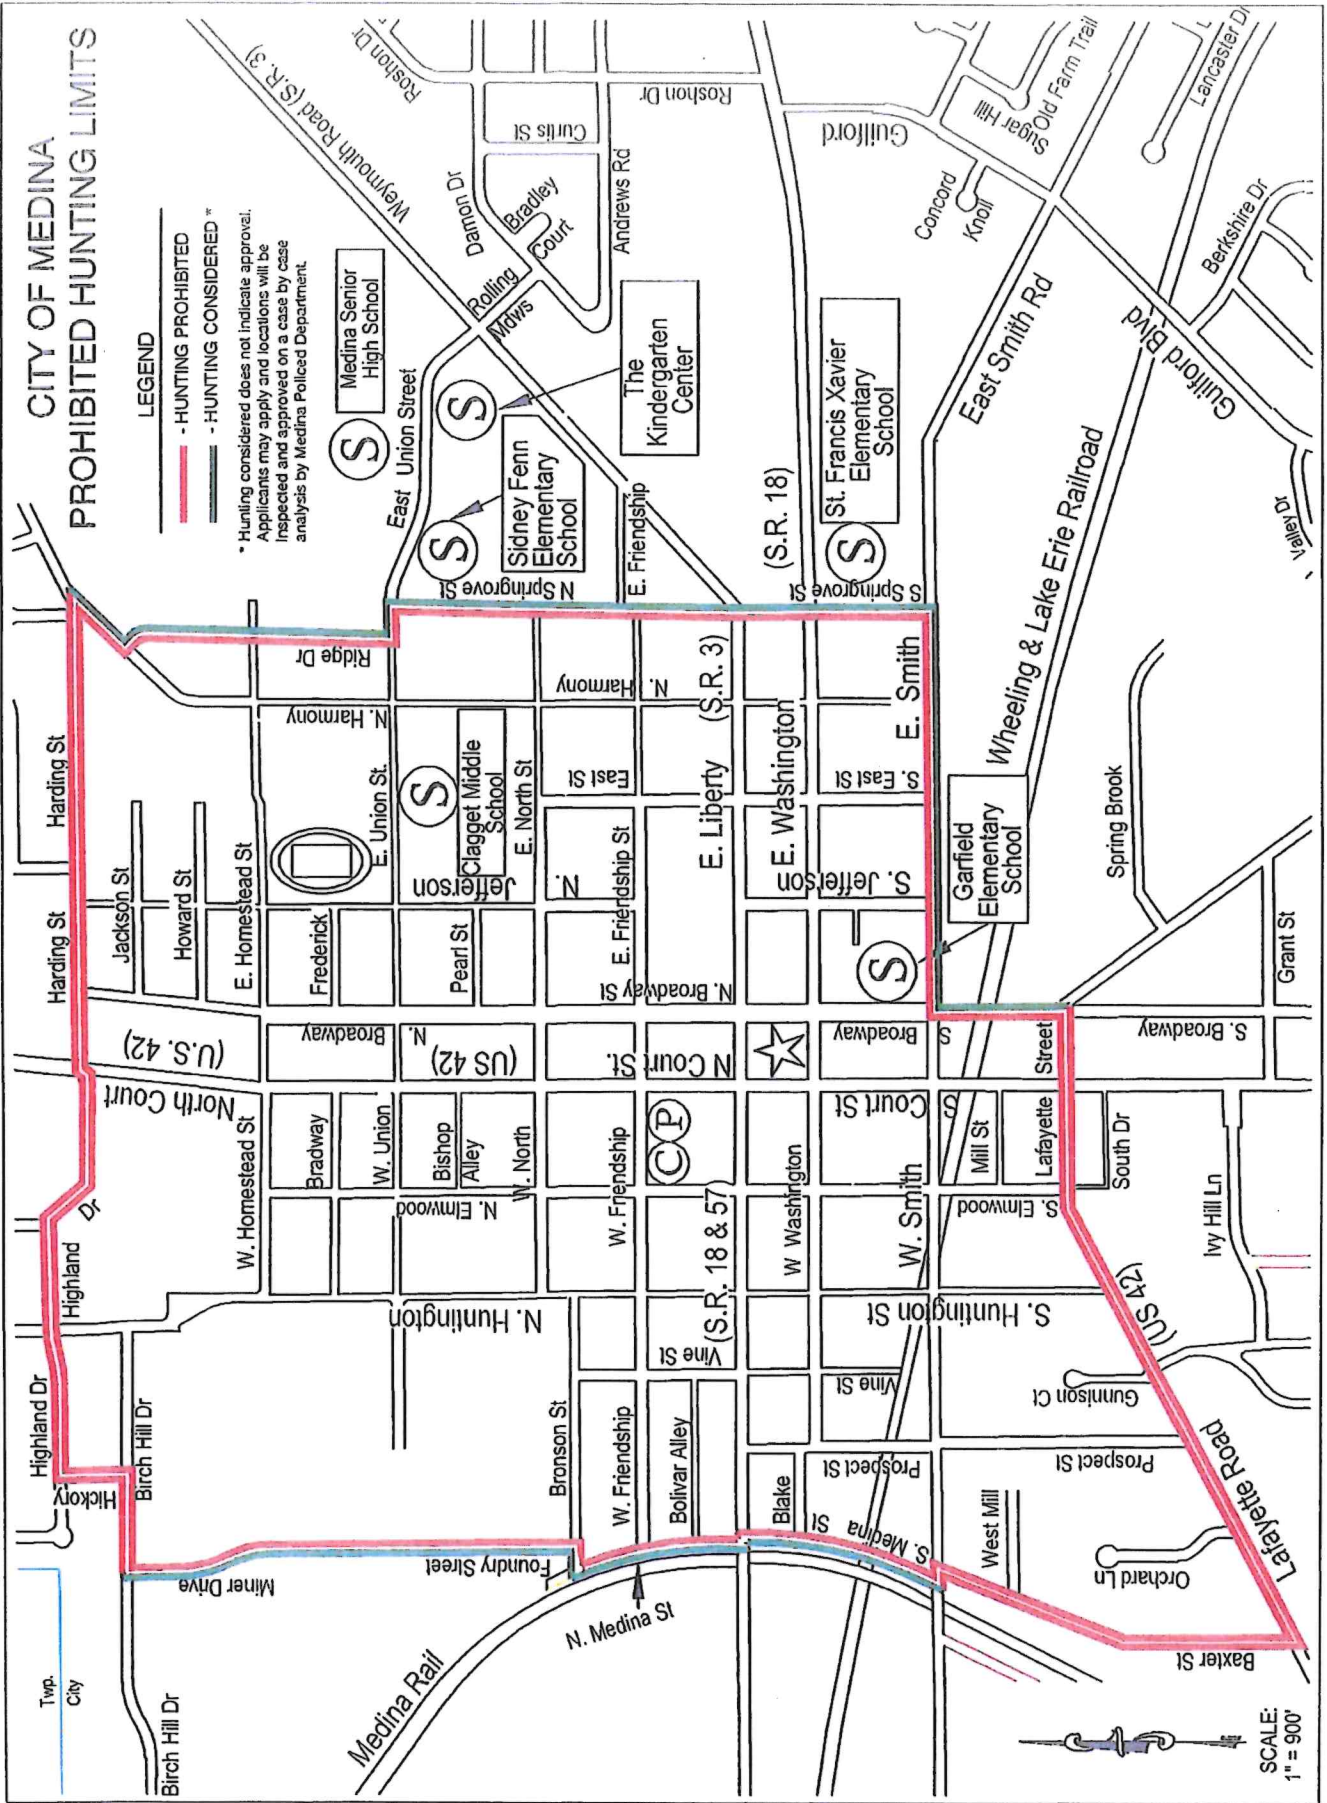 CITY OF MEDINA
PROHIBITED HUNTING LIMITS
LEGEND
- HUNTING PROHIBITED
- HUNTING CONSIDERED *
* Hunting considered does not indicate approval.
Applicants may apply and locations will be
Inspected and approved on a case by case
analysis by Medina Policed Department.
Twp.
City
Birch Hill Dr
Highland Dr
Hickory
Birch Hill Dr
Highland
Dr
North Court
(U.S. 42)
Harding St
Harding St
Jackson St
Howard St
E. Homestead St
W. Homestead St
Frederick
Bradway
N. Broadway
(US 42)
W. Union
E. Union St.
Ridge Dr
N. Harmony
Miner Drive
Bishop
Alley
Pearl St
N. Jefferson
S
Clagget Middle
School
W. North
E. North St
N. Elmwood
N. Huntington
Foundry Street
Bronson St
East St
N. Harmony
N Springrove St
East
Union Street
S
Medina Senior
High School
S
Sidney Fenn
Elementary
School
S
The
Kindergarten
Center
Weymouth Road (S.R. 3)
Roshon Dr
Damon Dr
Bradley
Court
Curtis St
Rolling
Mdws
Andrews Rd
Roshon Dr
Medina Rail
N. Medina St
W. Friendship
Bolivar Alley
Vine St
W. Friendship
C P
N Court St.
N. Broadway St
E. Friendship St
E. Friendship
(S.R. 18 & 57)
E. Liberty
(S.R. 3)
E. Washington
(S.R. 18)
W Washington
Blake
S. Medina St
Prospect St
Vine St
S. Huntington St
W. Smith
S Court St
S Broadway
S. Jefferson
S. East St
E. Smith
S Springrove St
S
St. Francis Xavier
Elementary
School
Guilford
Concord
Knoll
Sugar Hill
Old Farm Trail
Lancaster Dr
East Smith Rd
S
Garfield
Elementary
School
Wheeling & Lake Erie Railroad
Guilford Blvd
Berkshire Dr
Valley Dr
West Mill
Mill St
S. Elmwood
Lafayette
Street
South Dr
Gunnison Ct
Prospect St
Orchard Ln
Baxter St
Lafayette Road
(US 42)
Ivy Hill Ln
S. Broadway
Grant St
Spring Brook
SCALE:
1" = 900'